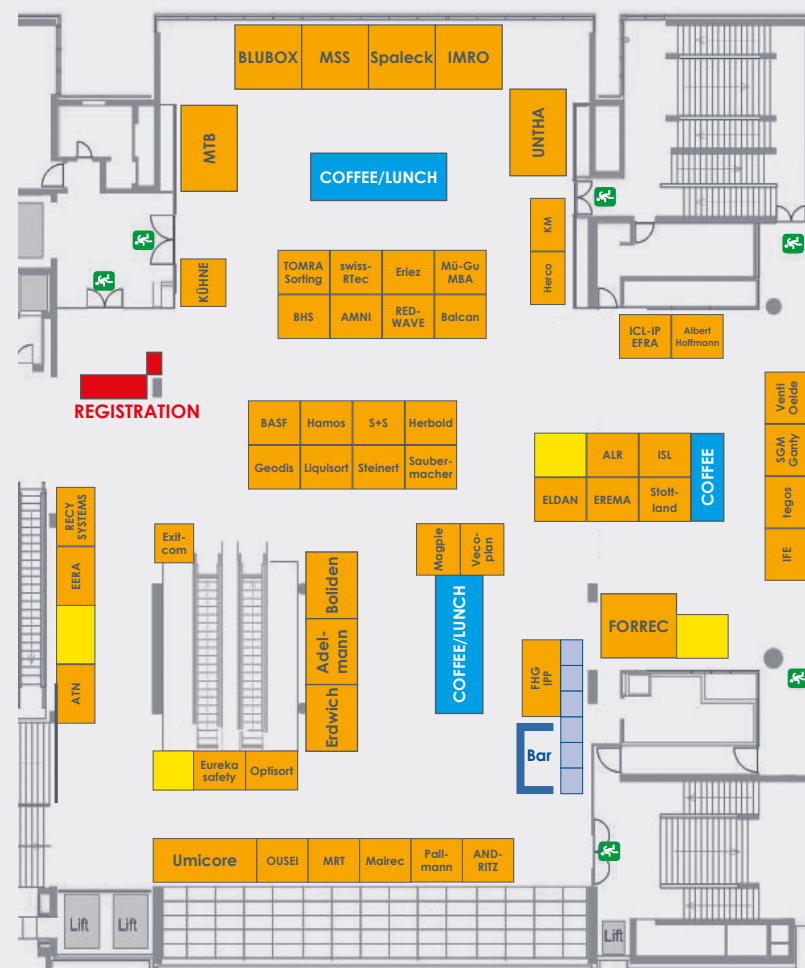 BLUBOX
MSS
Spaleck
IMRO
MTB
UNTHA
COFFEE/LUNCH
KM
Herco
KÜHNE
TOMRA
Sorting
swiss-
RTec
Eriez
Mü-Gu
MBA
BHS
AMNI
RED-
WAVE
Balcan
ICL-IP
EFRA
Albert
Hoffmann
REGISTRATION
Venti
Oelde
SGM
Ganty
tegos
IFE
BASF
Hamos
S+S
Herbold
Geodis
Liquisort
Steinert
Sauber-
macher
ALR
ISL
COFFEE
ELDAN
EREMA
Stott-
land
RECY
SYSTEMS
EERA
ATN
Exit-
com
Magpie
Veco-
plan
Boliden
Adel-
mann
Erdwich
COFFEE/LUNCH
FORREC
FHG
IPP
Bar
Eureka
safety
Optisort
Umicore
OUSEI
MRT
Mairec
Pall-
mann
AND-
RITZ
Lift
Lift
Lift